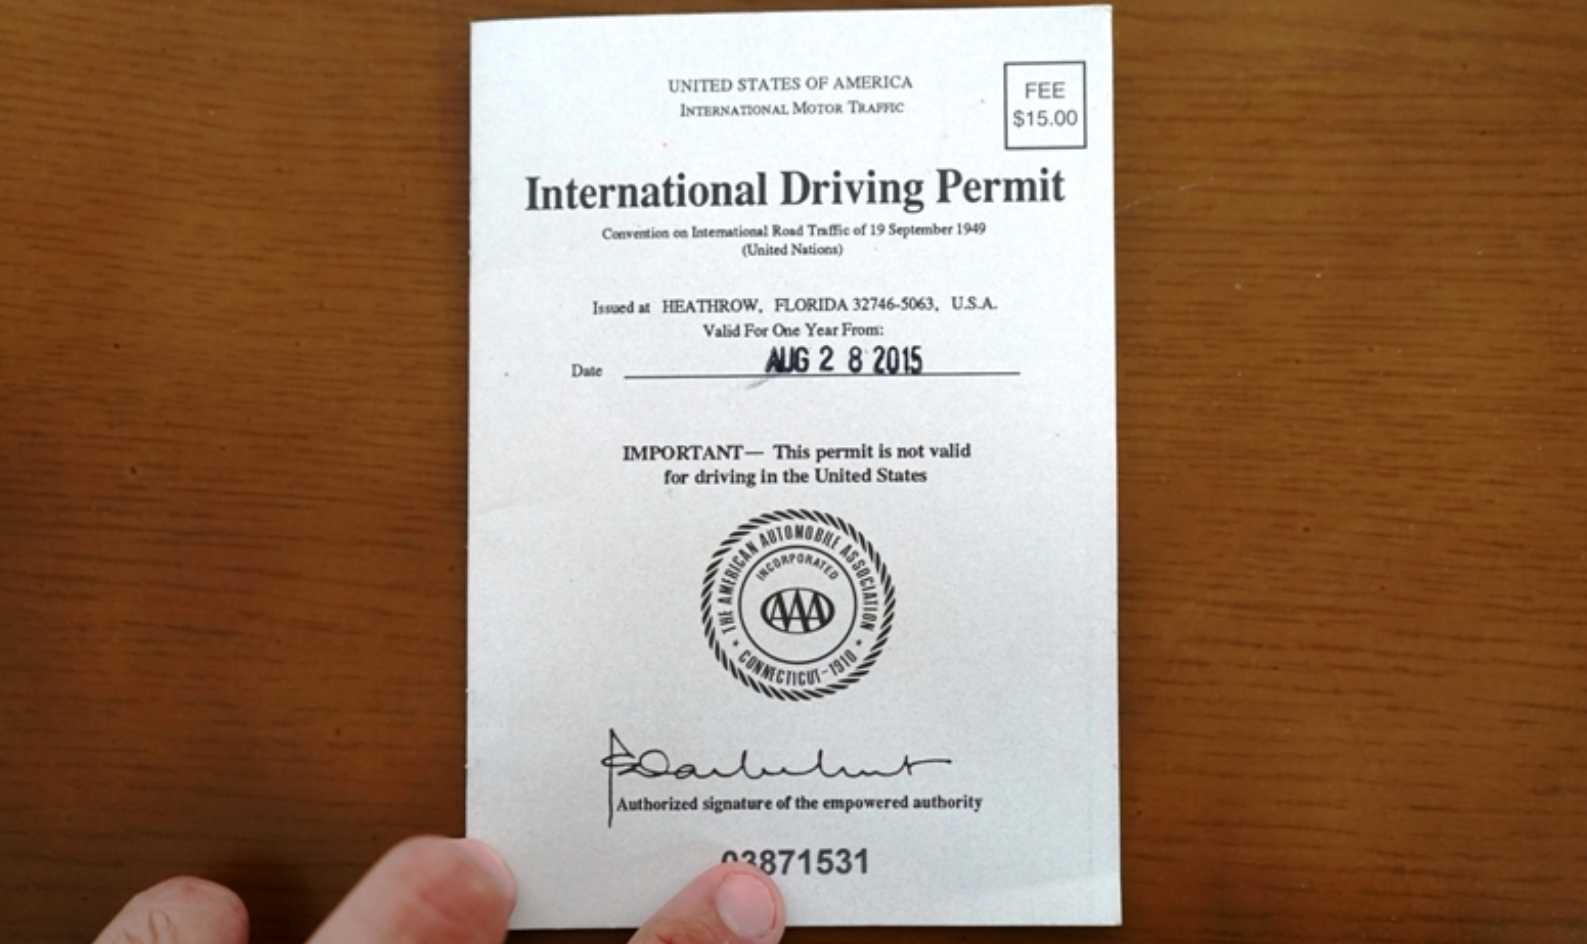 UNITED STATES OF AMERICA
INTERNATIONAL MOTOR TRAFFIC
FEE
$15.00
International Driving Permit
Convention on International Road Traffic of 19 September 1949
(United Nations)
Issued at HEATHROW, FLORIDA 32746-5063, U.S.A.
Valid For One Year From:
Date AUG 2 8 2015
IMPORTANT— This permit is not valid
for driving in the United States
THE AMERICAN AUTOMOBILE ASSOCIATION
INCORPORATED
AAA
* CONNECTICUT-1910 *
Authorized signature of the empowered authority
03871531